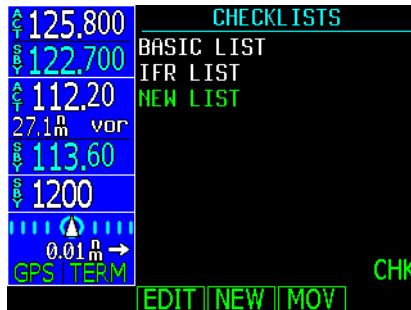 CHECKLISTS
ACT 125.800
SBY 122.700
ACT 112.20
27.1nm vor
SBY 113.60
SBY 1200
0.01nm →
GPS TERM
BASIC LIST
IFR LIST
NEW LIST
CHK
EDIT NEW MOV